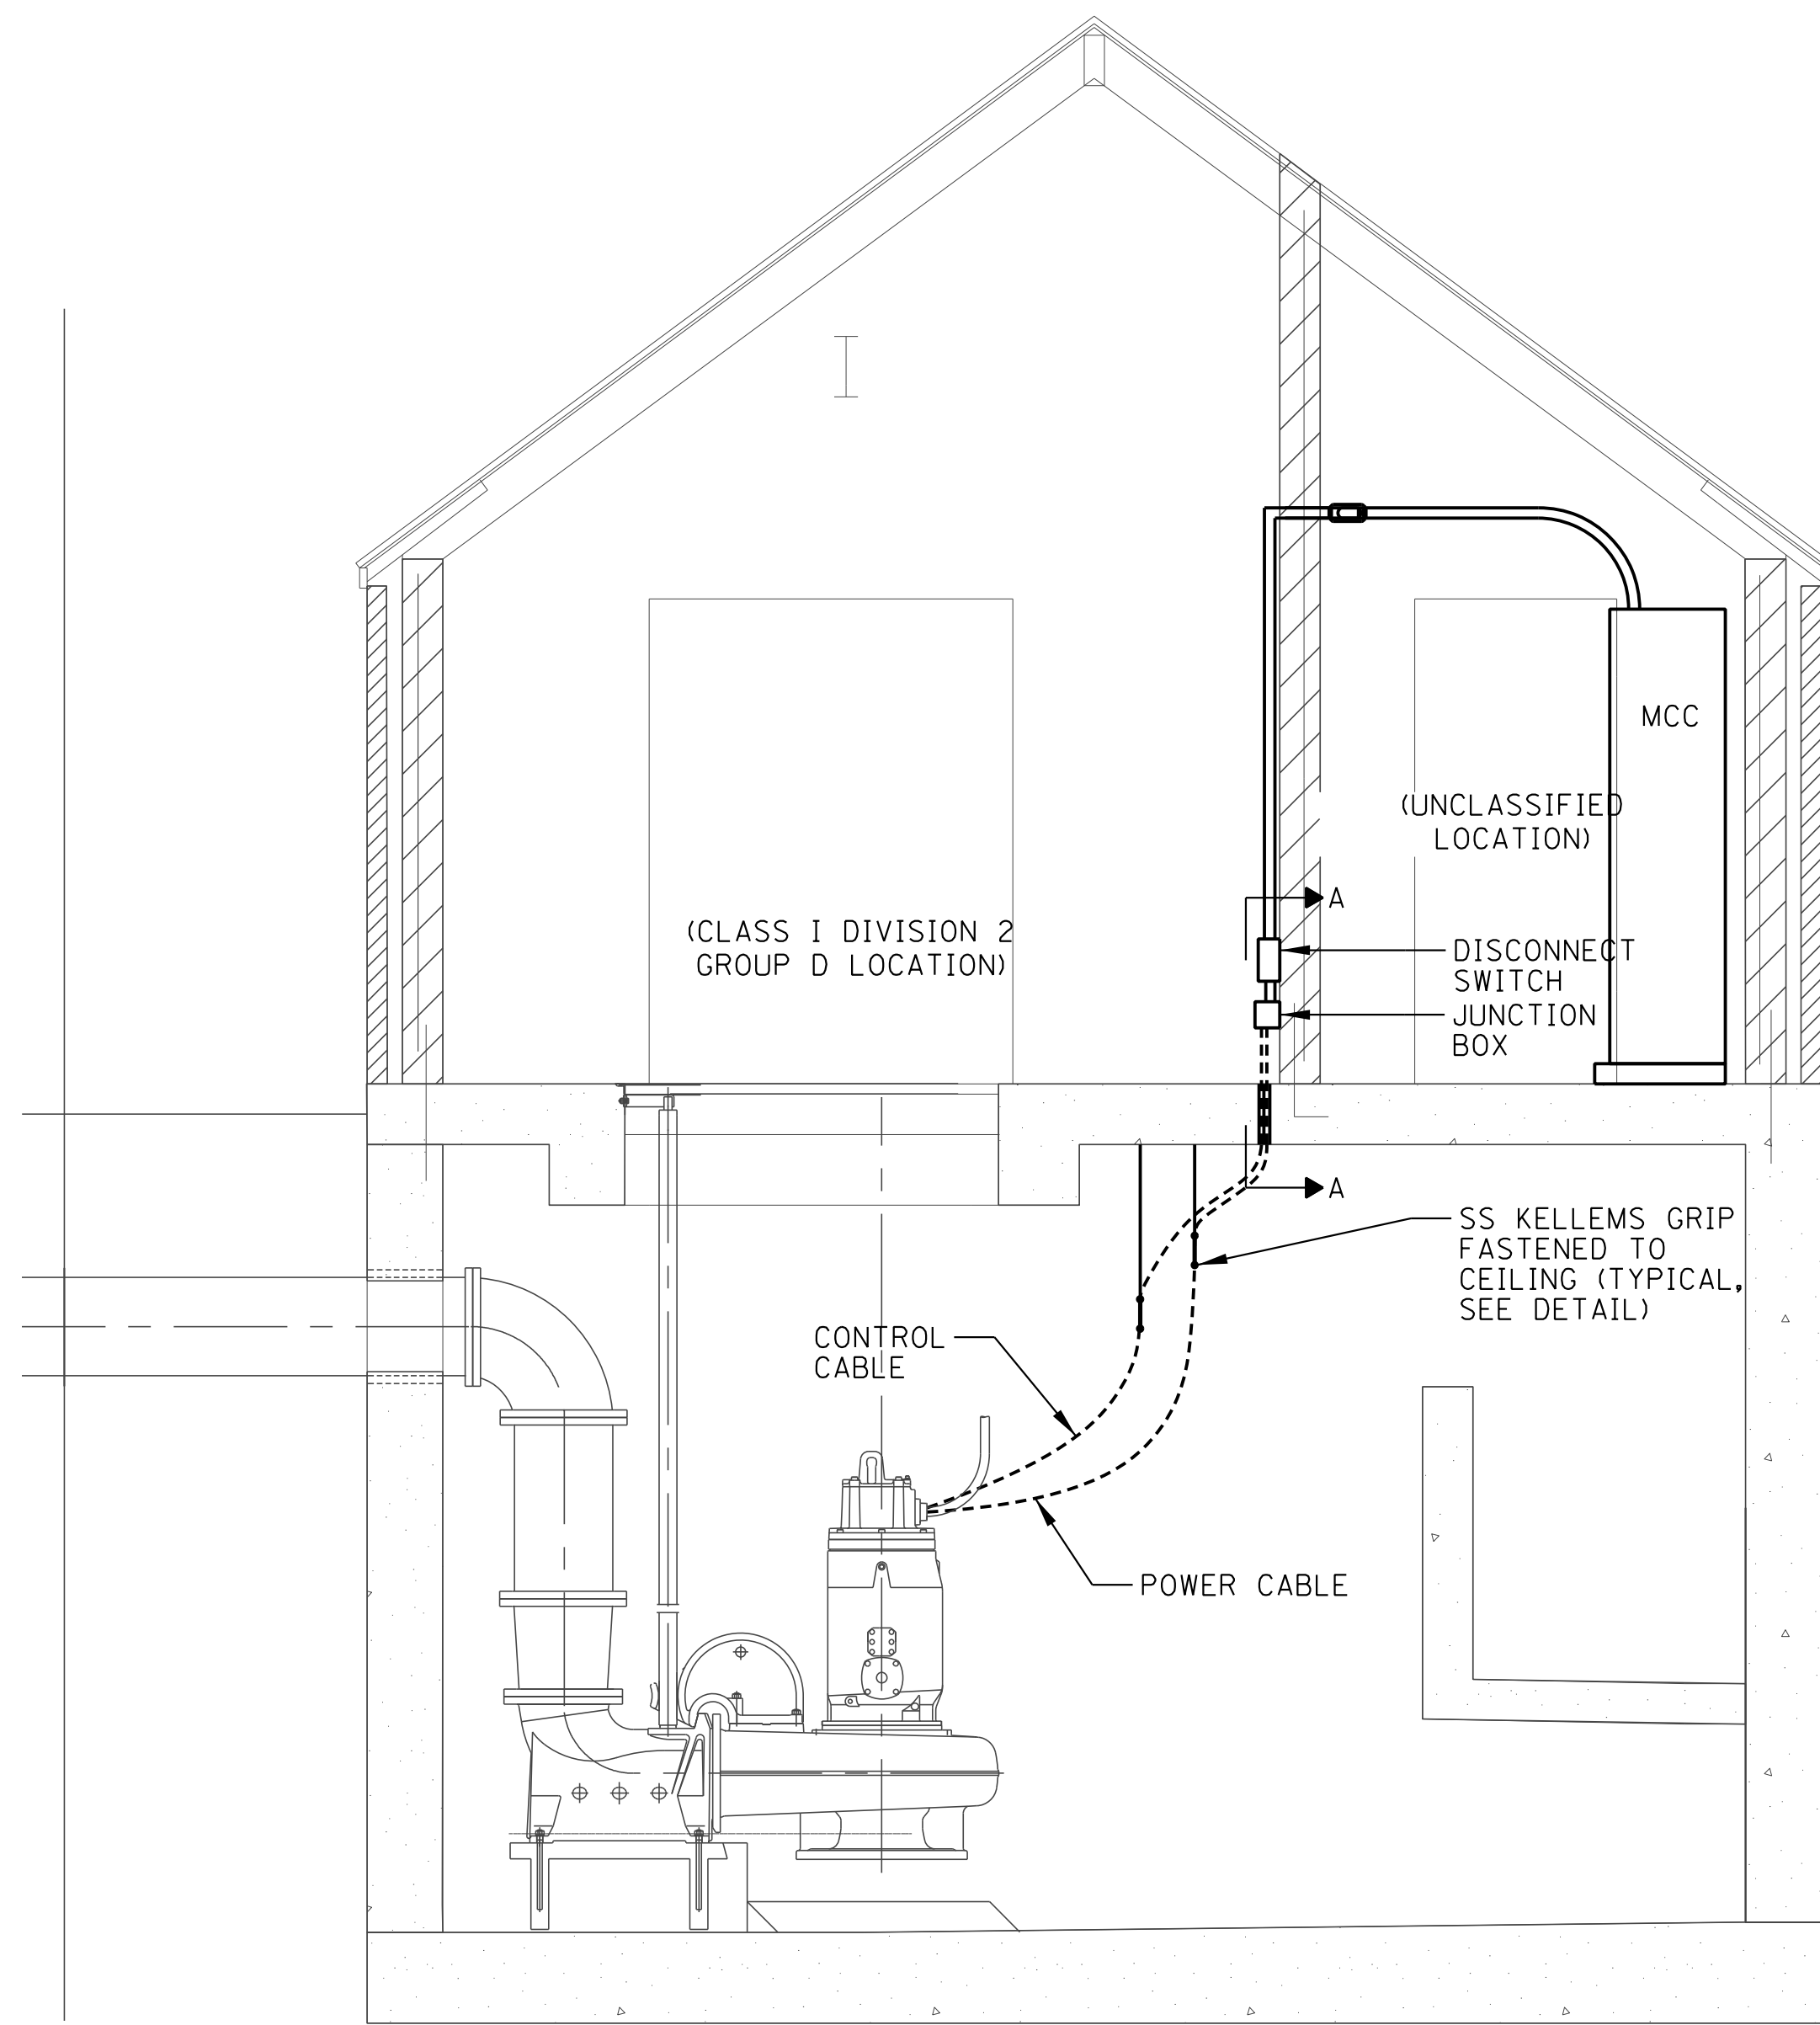 MCC
(UNCLASSIFIED
LOCATION)
A
(CLASS I DIVISION 2
GROUP D LOCATION)
DISCONNECT
SWITCH
JUNCTION
BOX
A
SS KELLEMS GRIP
FASTENED TO
CEILING (TYPICAL,
SEE DETAIL)
CONTROL
CABLE
POWER CABLE